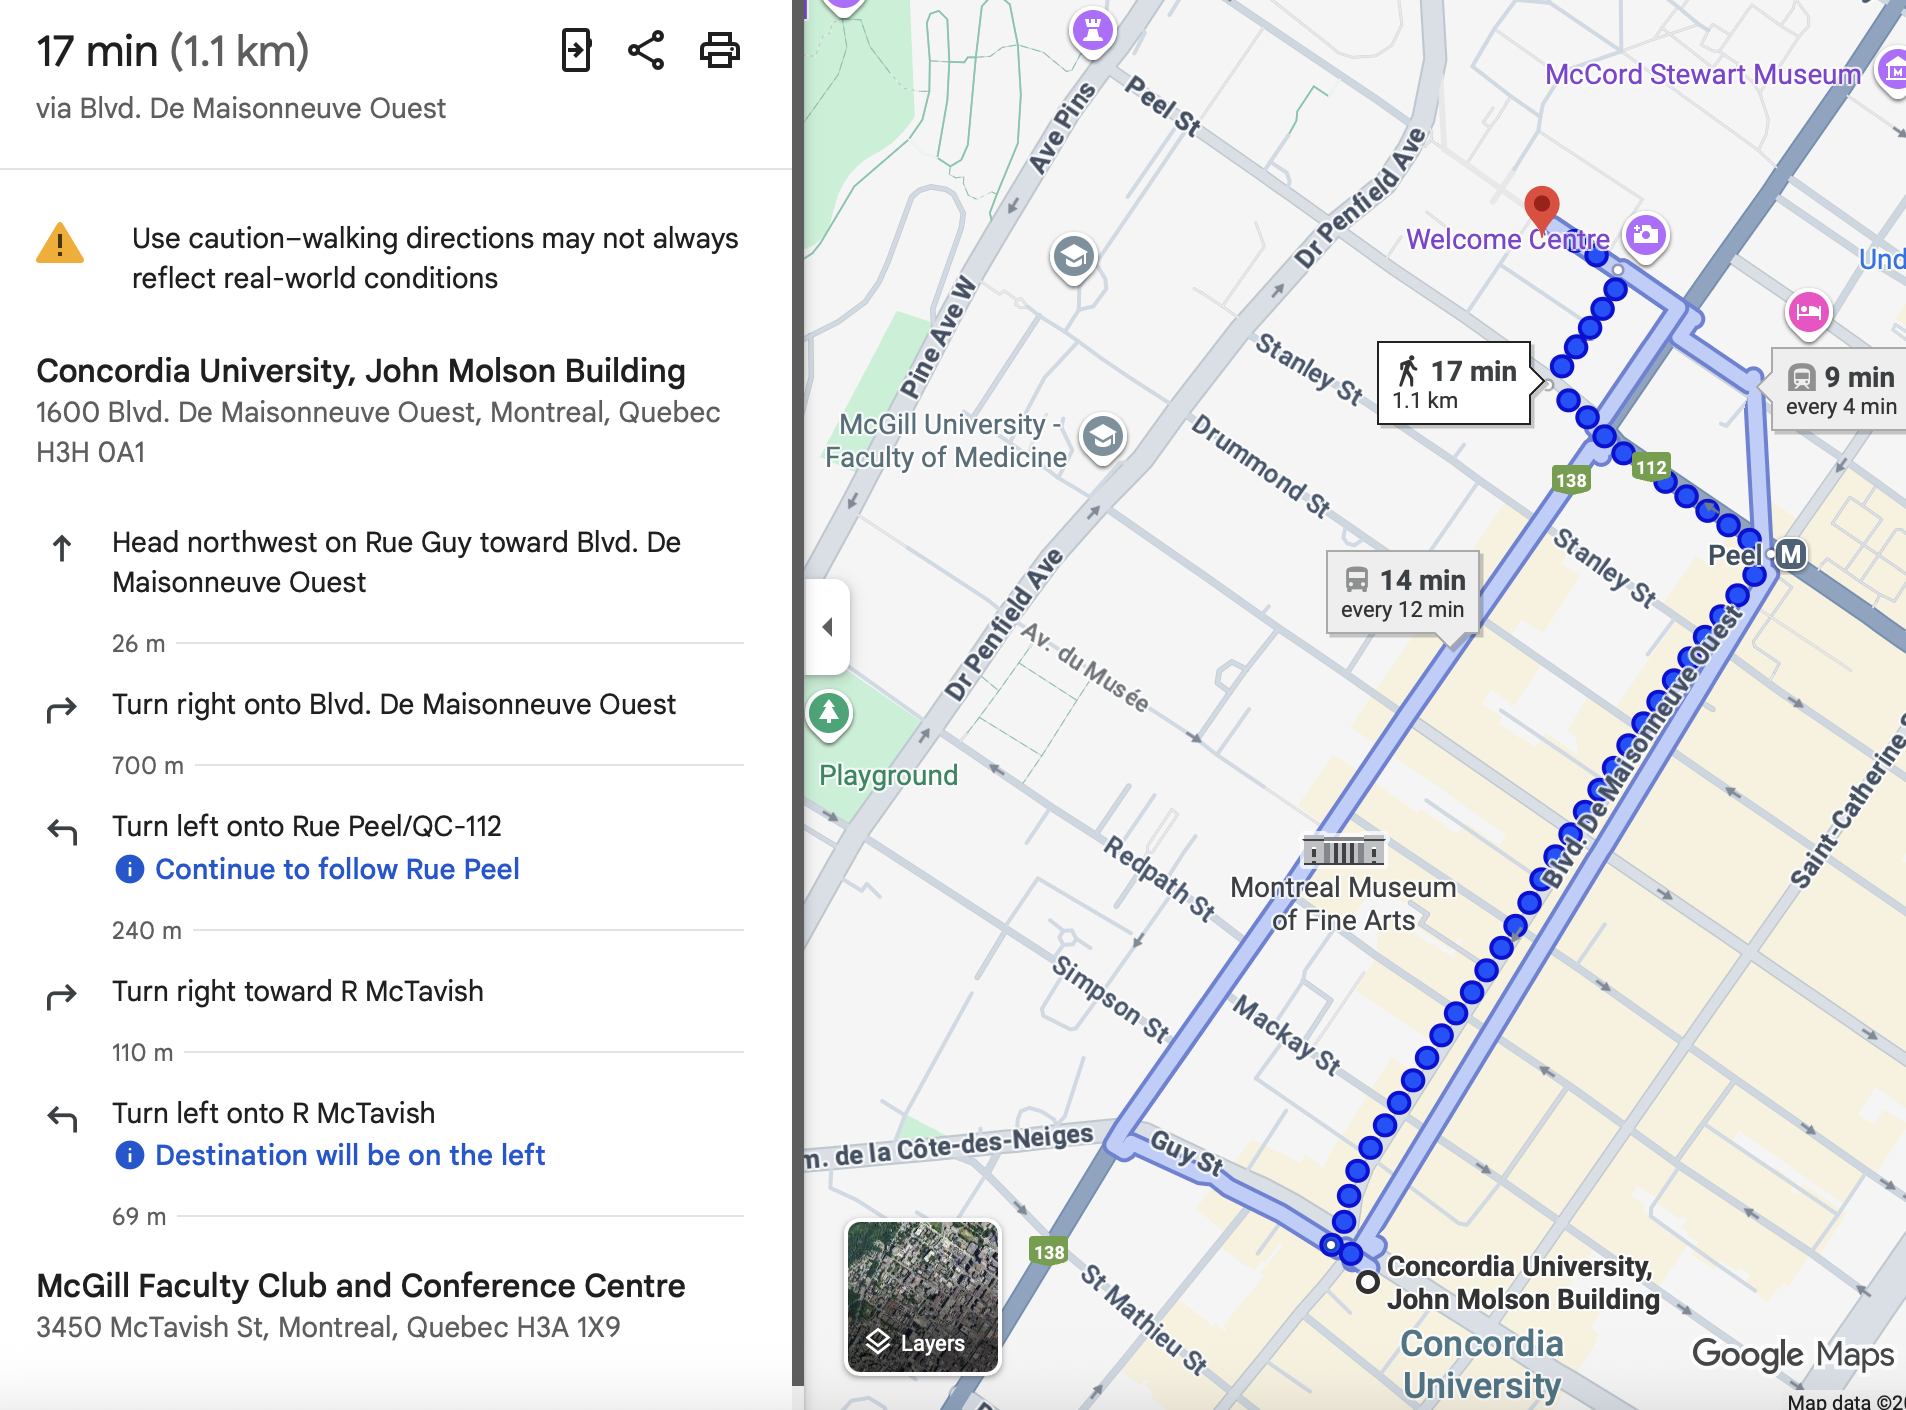 17 min (1.1 km)
via Blvd. De Maisonneuve Ouest
Use caution–walking directions may not always
reflect real-world conditions
Concordia University, John Molson Building
1600 Blvd. De Maisonneuve Ouest, Montreal, Quebec
H3H 0A1
Head northwest on Rue Guy toward Blvd. De
Maisonneuve Ouest
26 m
Turn right onto Blvd. De Maisonneuve Ouest
700 m
Turn left onto Rue Peel/QC-112
Continue to follow Rue Peel
240 m
Turn right toward R McTavish
110 m
Turn left onto R McTavish
Destination will be on the left
69 m
McGill Faculty Club and Conference Centre
3450 McTavish St, Montreal, Quebec H3A 1X9
McCord Stewart Museum
Peel St
Ave Pins
Dr Penfield Ave
Welcome Centre
Und
Pine Ave W
Stanley St
17 min
1.1 km
9 min
every 4 min
McGill University -
Faculty of Medicine
Drummond St
138
112
Stanley St
Peel
M
14 min
every 12 min
Dr Penfield Ave
Av. du Musée
Blvd. De Maisonneuve Ouest
Saint-Catherine S
Playground
Redpath St
Montreal Museum
of Fine Arts
Simpson St
Mackay St
m. de la Côte-des-Neiges
Guy St
138
St Mathieu St
Concordia University,
John Molson Building
Concordia
University
Layers
Google Maps
Map data ©20